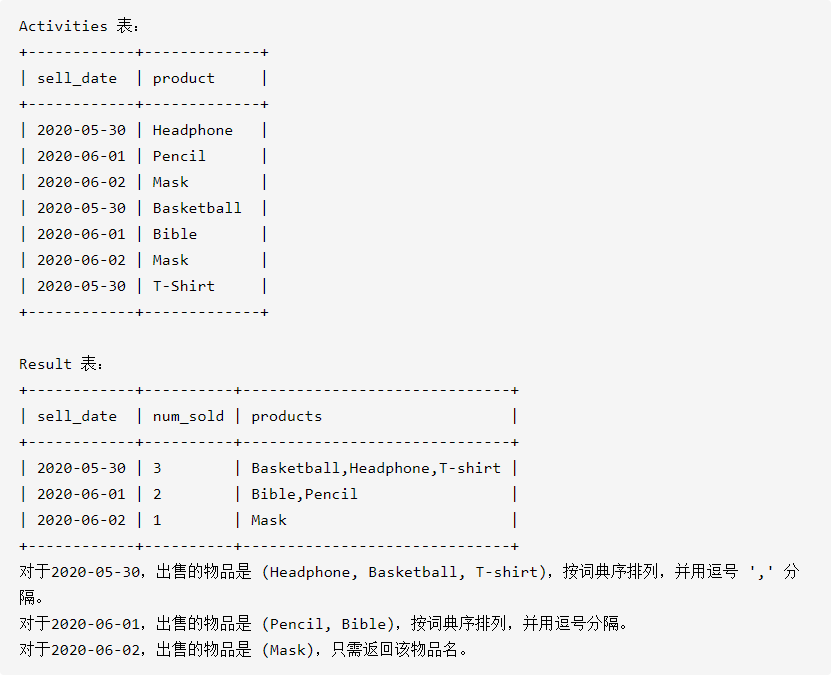 Activities 表：
+------------+-------------+
| sell_date  | product     |
+------------+-------------+
| 2020-05-30 | Headphone   |
| 2020-06-01 | Pencil      |
| 2020-06-02 | Mask        |
| 2020-05-30 | Basketball  |
| 2020-06-01 | Bible       |
| 2020-06-02 | Mask        |
| 2020-05-30 | T-Shirt     |
+------------+-------------+
Result 表：
+------------+----------+------------------------------+
| sell_date  | num_sold | products                     |
+------------+----------+------------------------------+
| 2020-05-30 | 3        | Basketball,Headphone,T-shirt |
| 2020-06-01 | 2        | Bible,Pencil                 |
| 2020-06-02 | 1        | Mask                         |
+------------+----------+------------------------------+
对于2020-05-30，出售的物品是 (Headphone, Basketball, T-shirt)，按词典序排列，并用逗号 ',' 分
隔。
对于2020-06-01，出售的物品是 (Pencil, Bible)，按词典序排列，并用逗号分隔。
对于2020-06-02，出售的物品是 (Mask)，只需返回该物品名。